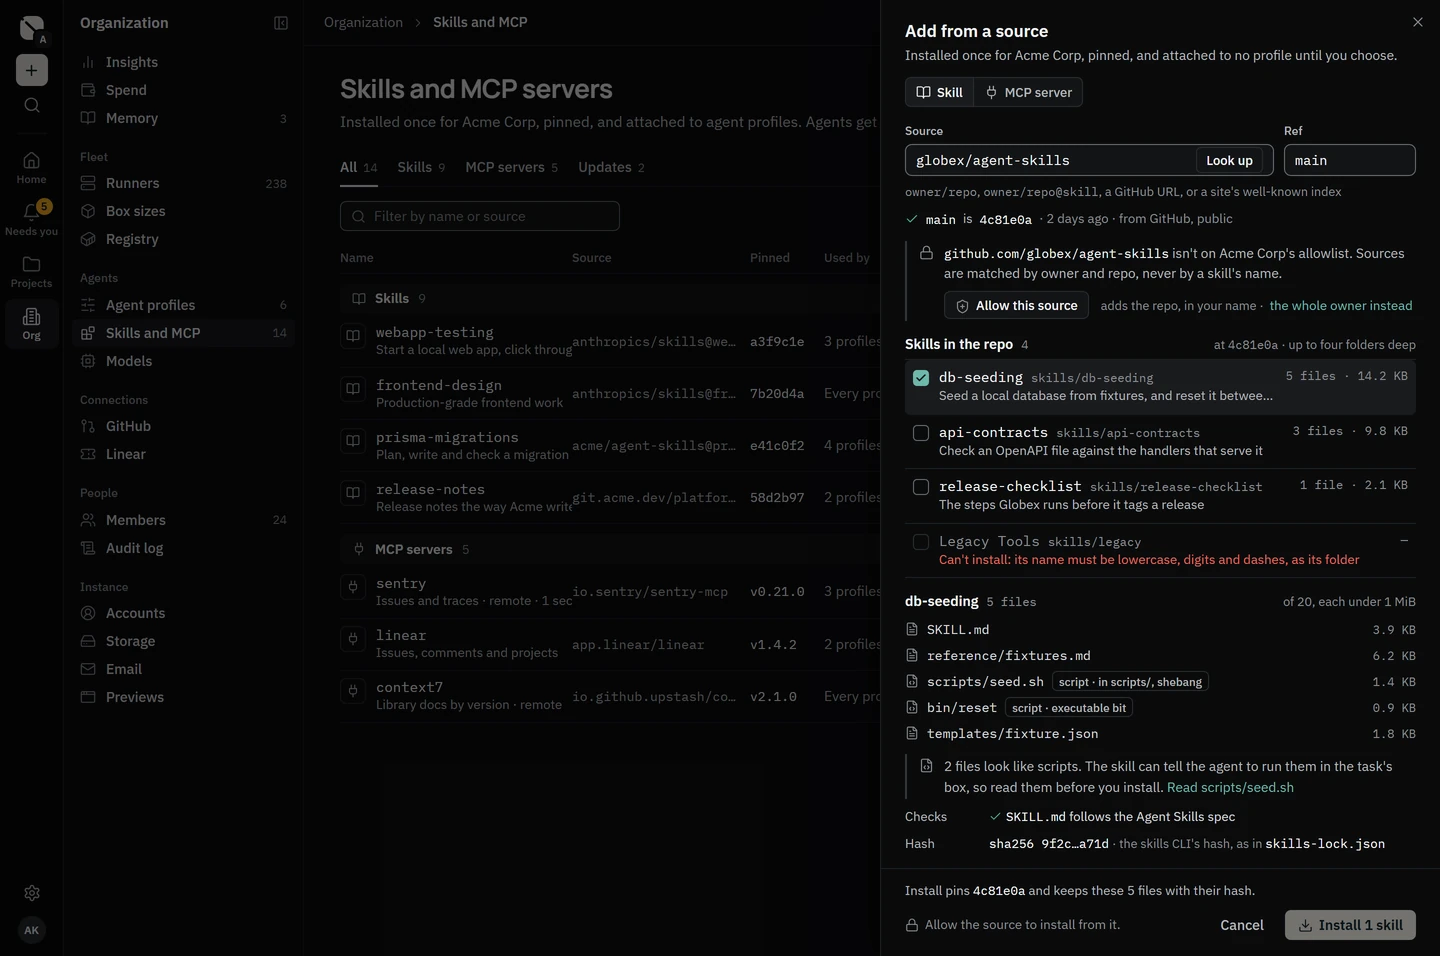 A
Home
5
Needs you
Projects
Org
AK
Organization
Insights
Spend
Memory 3
Fleet
Runners 238
Box sizes
Registry
Agents
Agent profiles 6
Skills and MCP 14
Models
Connections
GitHub
Linear
People
Members 24
Audit log
Instance
Accounts
Storage
Email
Previews
Organization > Skills and MCP
Skills and MCP servers
Installed once for Acme Corp, pinned, and attached to agent profiles. Agents get
All 14 Skills 9 MCP servers 5 Updates 2
Filter by name or source
Name Source Pinned Used by
Skills 9
webapp-testing
Start a local web app, click throug anthropics/skills@we… a3f9c1e 3 profiles
frontend-design
Production-grade frontend work anthropics/skills@fr… 7b20d4a Every pro
prisma-migrations
Plan, write and check a migration acme/agent-skills@pr… e41c0f2 4 profiles
release-notes
Release notes the way Acme write git.acme.dev/platfor… 58d2b97 2 profiles
MCP servers 5
sentry
Issues and traces · remote · 1 sec io.sentry/sentry-mcp v0.21.0 3 profiles
linear
Issues, comments and projects app.linear/linear v1.4.2 2 profiles
context7
Library docs by version · remote io.github.upstash/co… v2.1.0 Every pro
Add from a source
Installed once for Acme Corp, pinned, and attached to no profile until you choose.
Skill MCP server
Source Ref
globex/agent-skills Look up main
owner/repo, owner/repo@skill, a GitHub URL, or a site's well-known index
main is 4c81e0a · 2 days ago · from GitHub, public
github.com/globex/agent-skills isn't on Acme Corp's allowlist. Sources
are matched by owner and repo, never by a skill's name.
Allow this source adds the repo, in your name · the whole owner instead
Skills in the repo 4 at 4c81e0a · up to four folders deep
db-seeding skills/db-seeding 5 files · 14.2 KB
Seed a local database from fixtures, and reset it betwee...
api-contracts skills/api-contracts 3 files · 9.8 KB
Check an OpenAPI file against the handlers that serve it
release-checklist skills/release-checklist 1 file · 2.1 KB
The steps Globex runs before it tags a release
Legacy Tools skills/legacy —
Can't install: its name must be lowercase, digits and dashes, as its folder
db-seeding 5 files of 20, each under 1 MiB
SKILL.md 3.9 KB
reference/fixtures.md 6.2 KB
scripts/seed.sh script · in scripts/, shebang 1.4 KB
bin/reset script · executable bit 0.9 KB
templates/fixture.json 1.8 KB
2 files look like scripts. The skill can tell the agent to run them in the task's
box, so read them before you install. Read scripts/seed.sh
Checks SKILL.md follows the Agent Skills spec
Hash sha256 9f2c…a71d · the skills CLI's hash, as in skills-lock.json
Install pins 4c81e0a and keeps these 5 files with their hash.
Allow the source to install from it. Cancel Install 1 skill